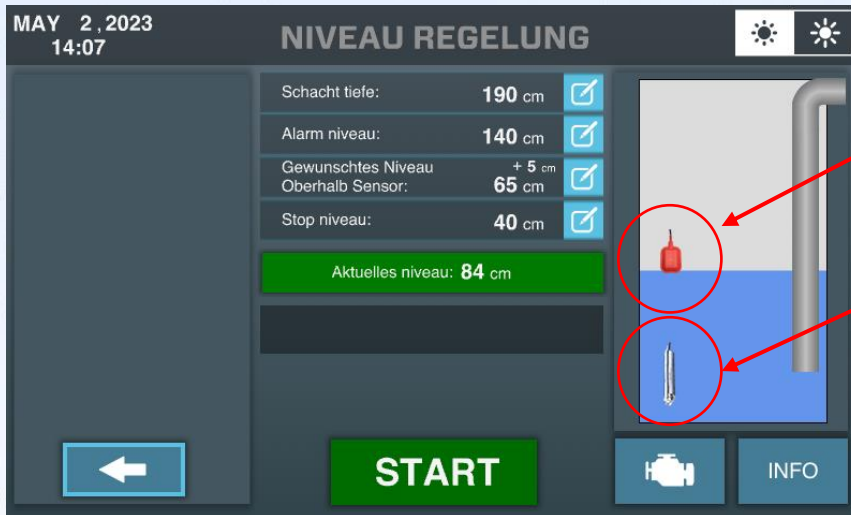 MAY 2,2023
14:07
NIVEAU REGELUNG
Schacht tiefe: 190 cm
Alarm niveau: 140 cm
Gewunschtes Niveau + 5 cm
Oberhalb Sensor: 65 cm
Stop niveau: 40 cm
Aktuelles niveau: 84 cm
START
INFO